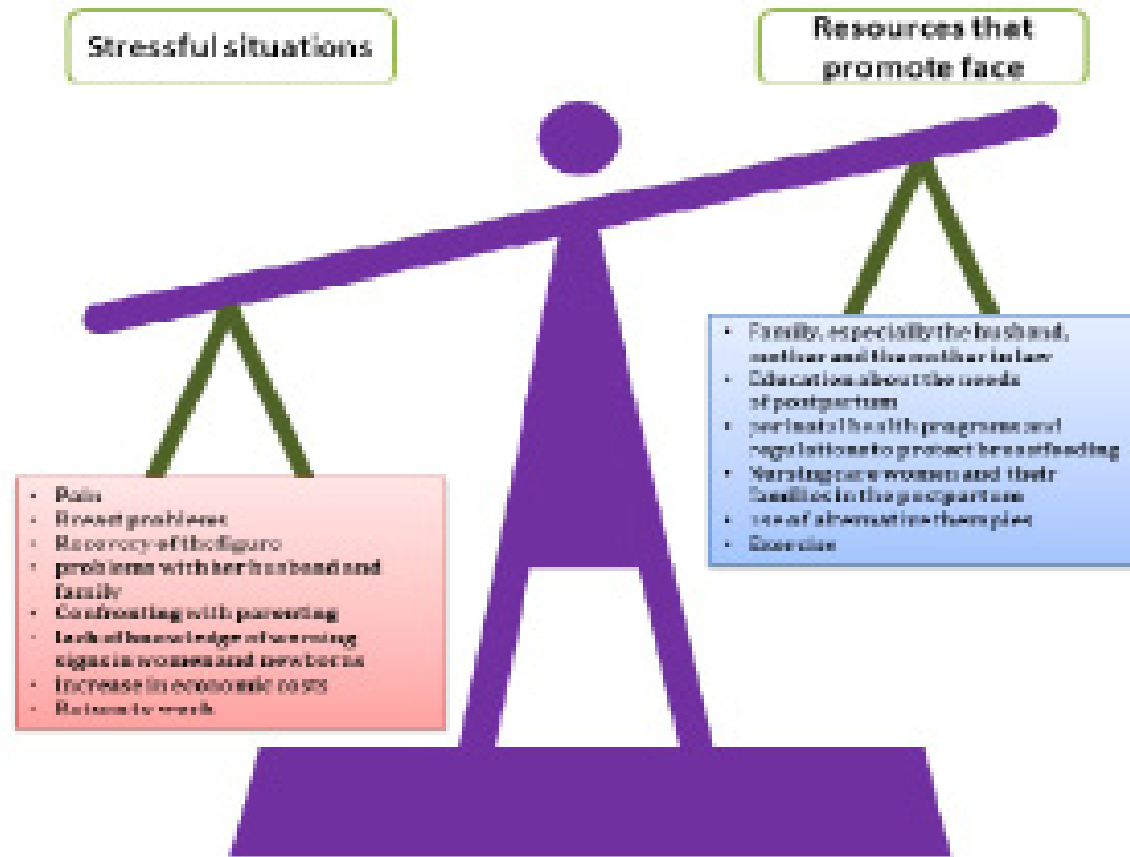 Stressful situations
Resources that
promote face
• Family, especially the husband,
mother and the mother in law
• Education about the needs
of postpartum
• perinatal health programs and
regulations to protect breastfeeding
• Nursing care women and their
families in the postpartum
• use of alternative therapies
• Exercise
• Pain
• Breast problems
• Recovery of the figure
• problems with her husband and
family
• Confronting with parenting
• lack of knowledge of warning
signs in women and newborns
• increase in economic costs
• Return to work